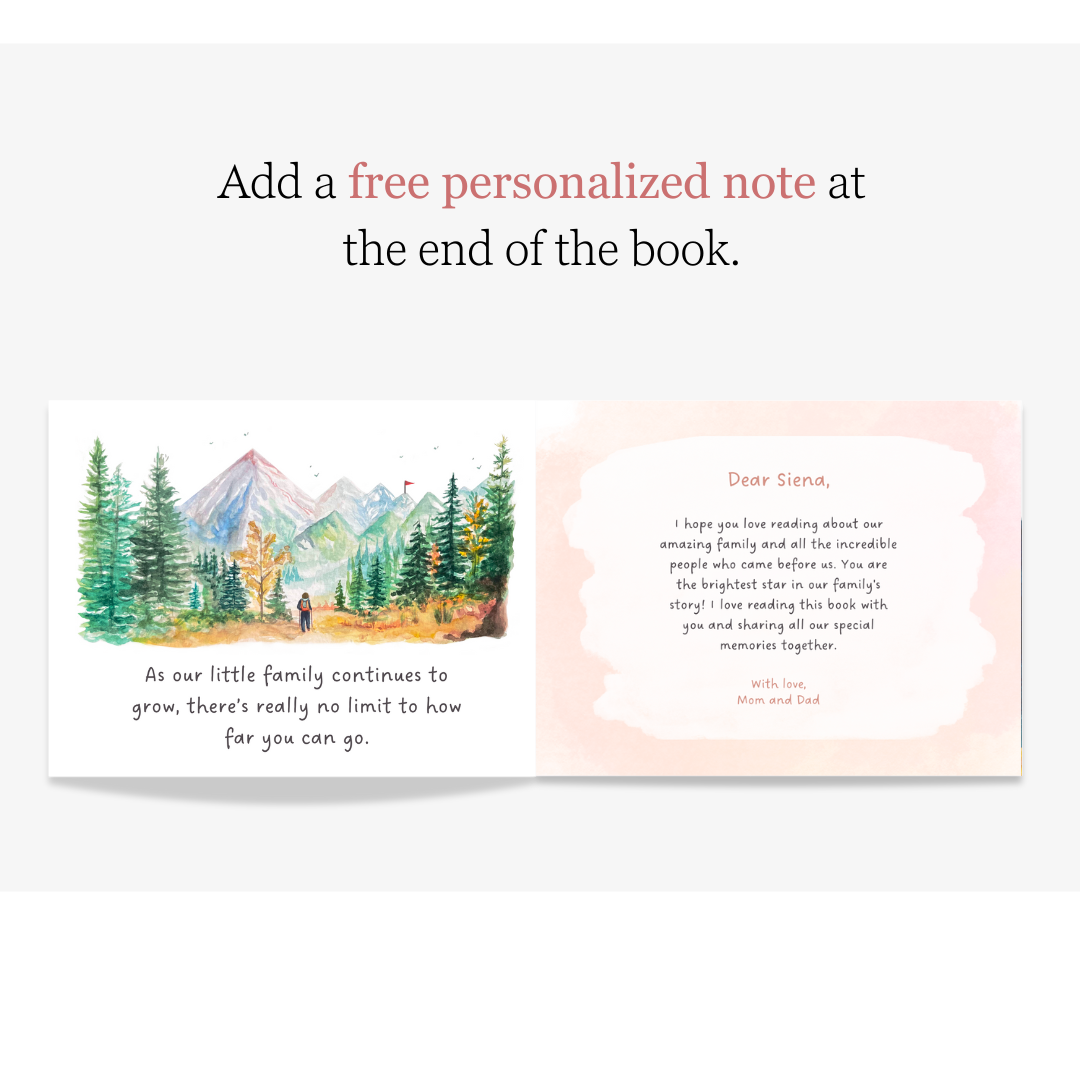 Add a free personalized note at
the end of the book.
As our little family continues to
grow, there's really no limit to how
far you can go.
Dear Siena,
I hope you love reading about our
amazing family and all the incredible
people who came before us. You are
the brightest star in our family's
story! I love reading this book with
you and sharing all our special
memories together.
With love,
Mom and Dad